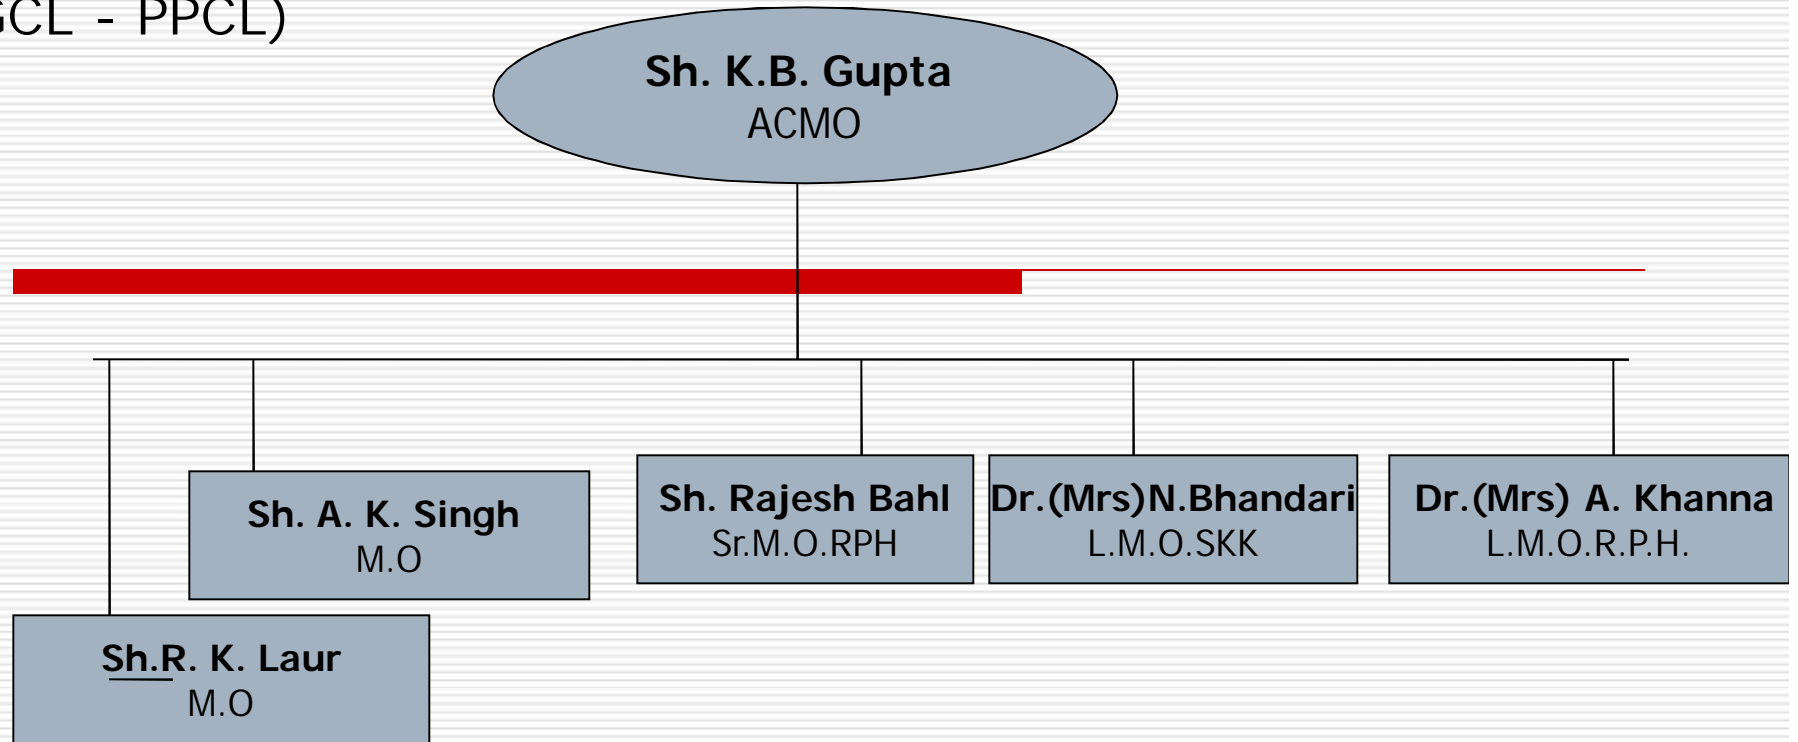 GCL - PPCL)
Sh. K.B. Gupta
ACMO
Sh. A. K. Singh
M.O
Sh. Rajesh Bahl
Sr.M.O.RPH
Dr.(Mrs)N.Bhandari
L.M.O.SKK
Dr.(Mrs) A. Khanna
L.M.O.R.P.H.
Sh.R. K. Laur
M.O